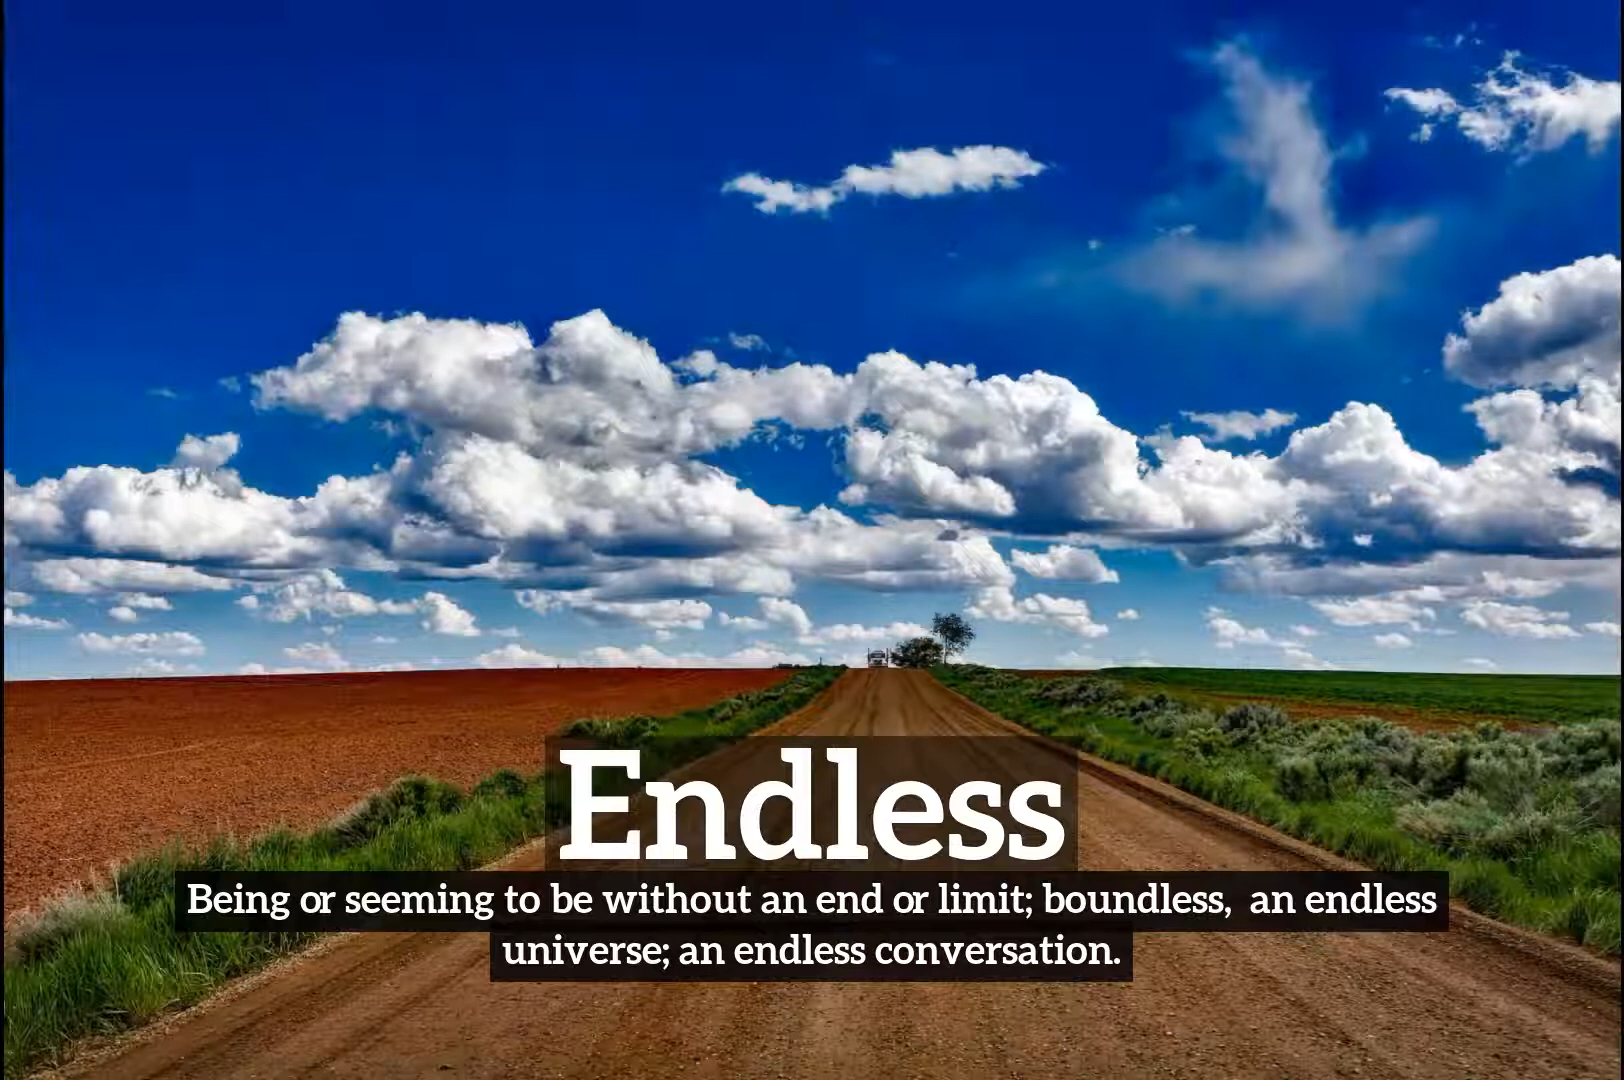 Endless
Being or seeming to be without an end or limit; boundless,  an endless
universe; an endless conversation.